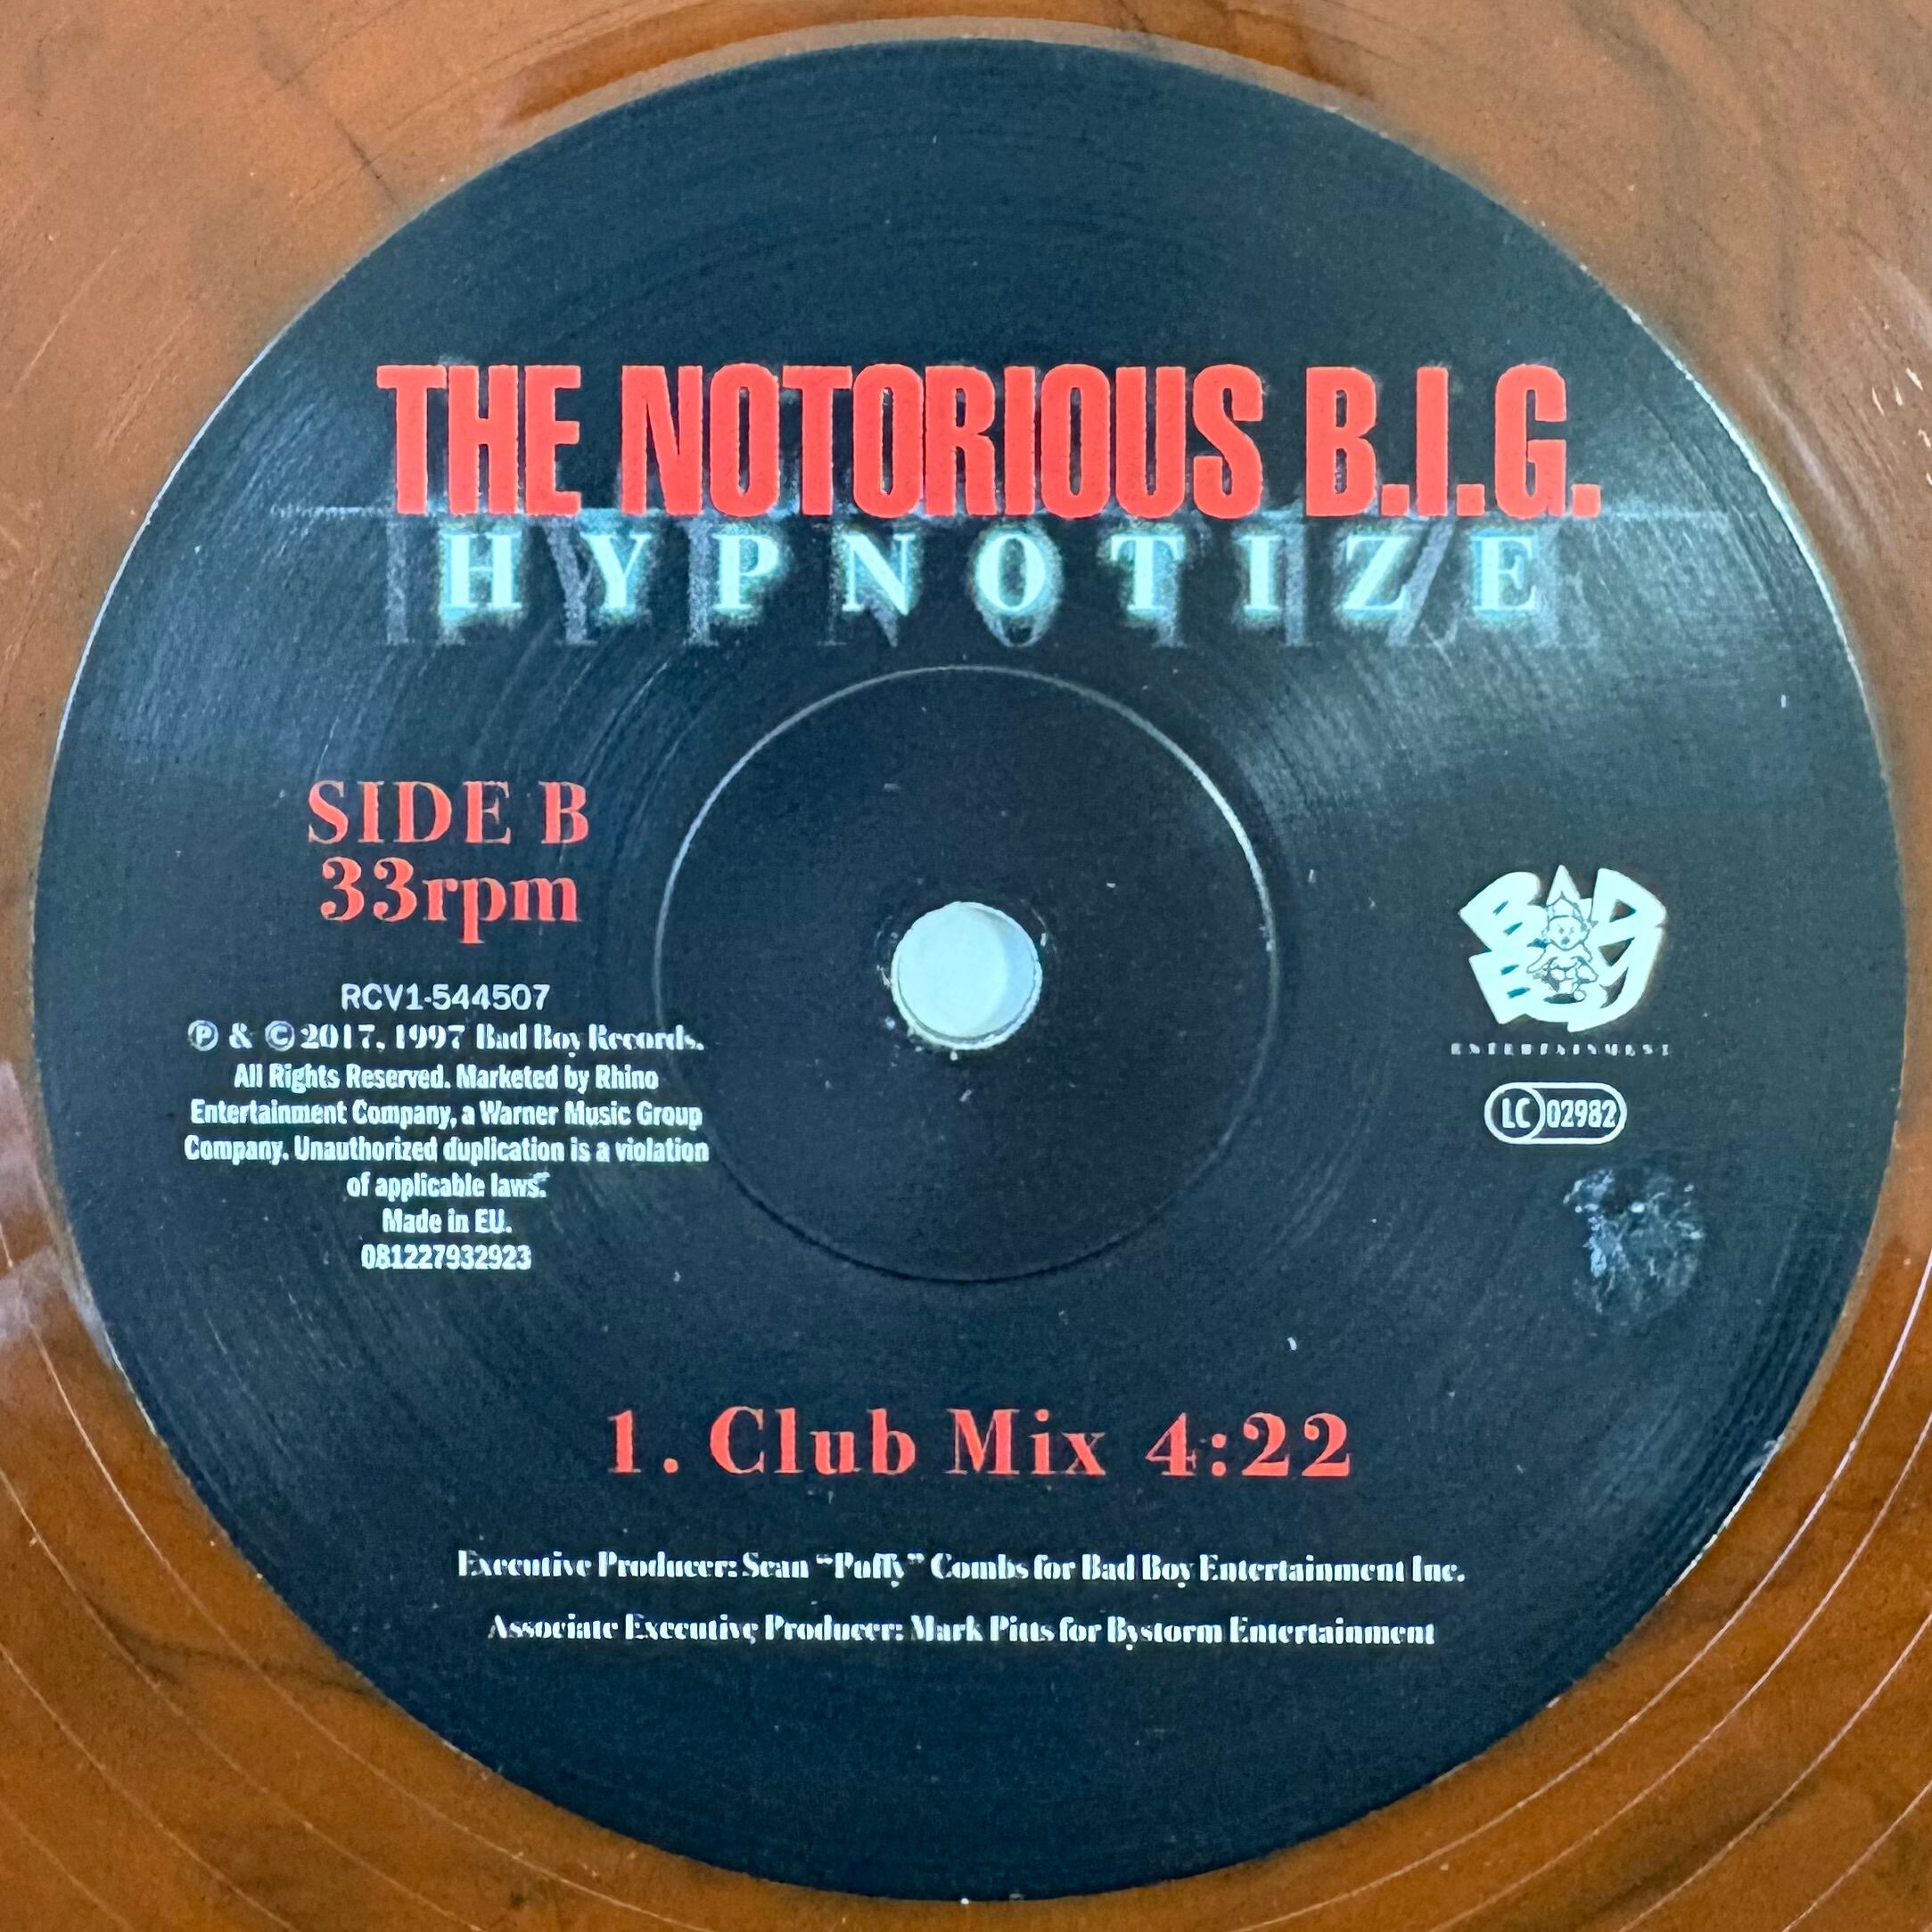 THE NOTORIOUS B.I.G.
HYPNOTIZE
SIDE B
33rpm
RCV1-544507
℗ & © 2017, 1997 Bad Boy Records.
All Rights Reserved. Marketed by Rhino
Entertainment Company, a Warner Music Group
Company. Unauthorized duplication is a violation
of applicable laws.
Made in EU.
081227932923
BAD BOY
ENTERTAINMENT
LC 02982
1. Club Mix 4:22
Executive Producer: Sean “Puffy” Combs for Bad Boy Entertainment Inc.
Associate Executive Producer: Mark Pitts for Bystorm Entertainment